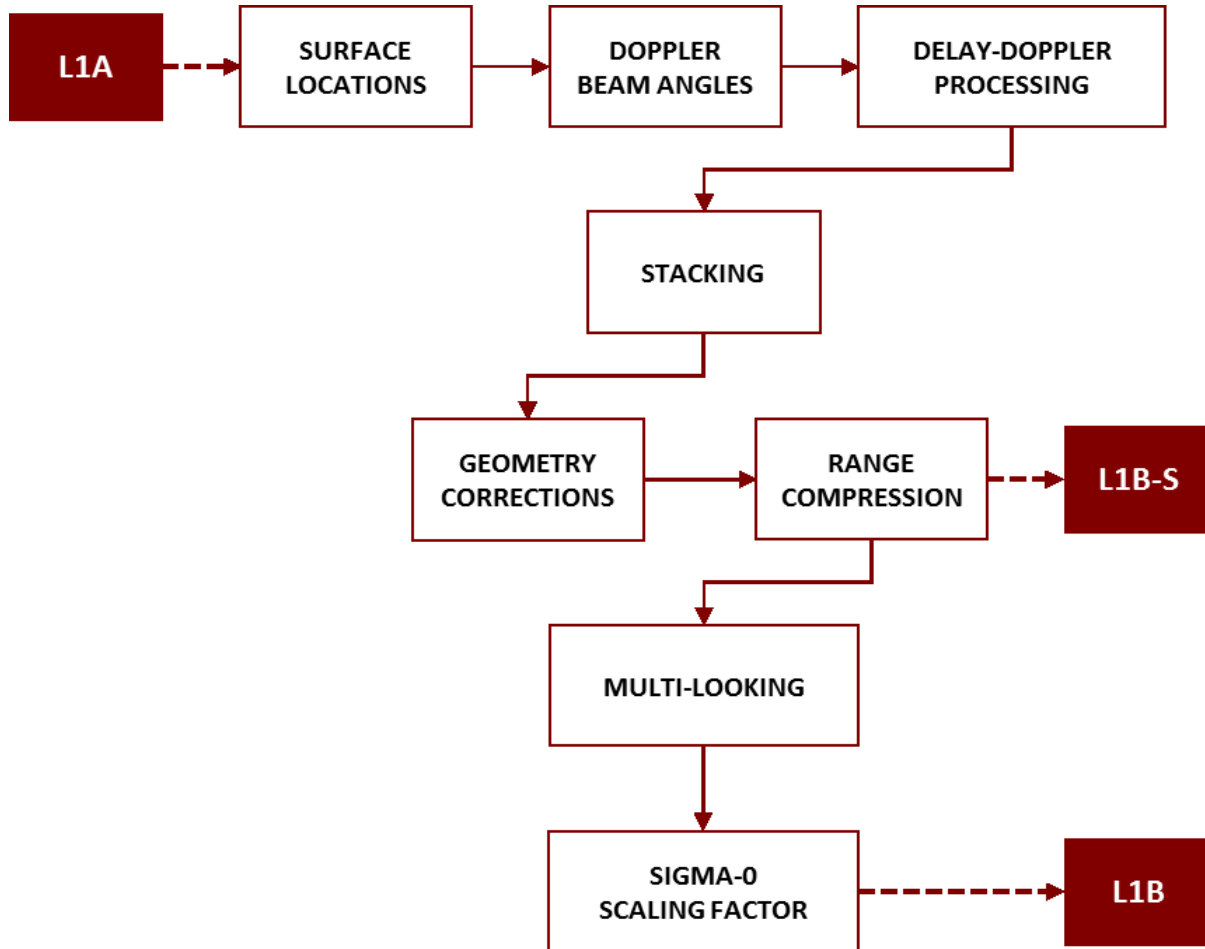 L1A
SURFACE
LOCATIONS
DOPPLER
BEAM ANGLES
DELAY-DOPPLER
PROCESSING
STACKING
GEOMETRY
CORRECTIONS
RANGE
COMPRESSION
L1B-S
MULTI-LOOKING
SIGMA-0
SCALING FACTOR
L1B